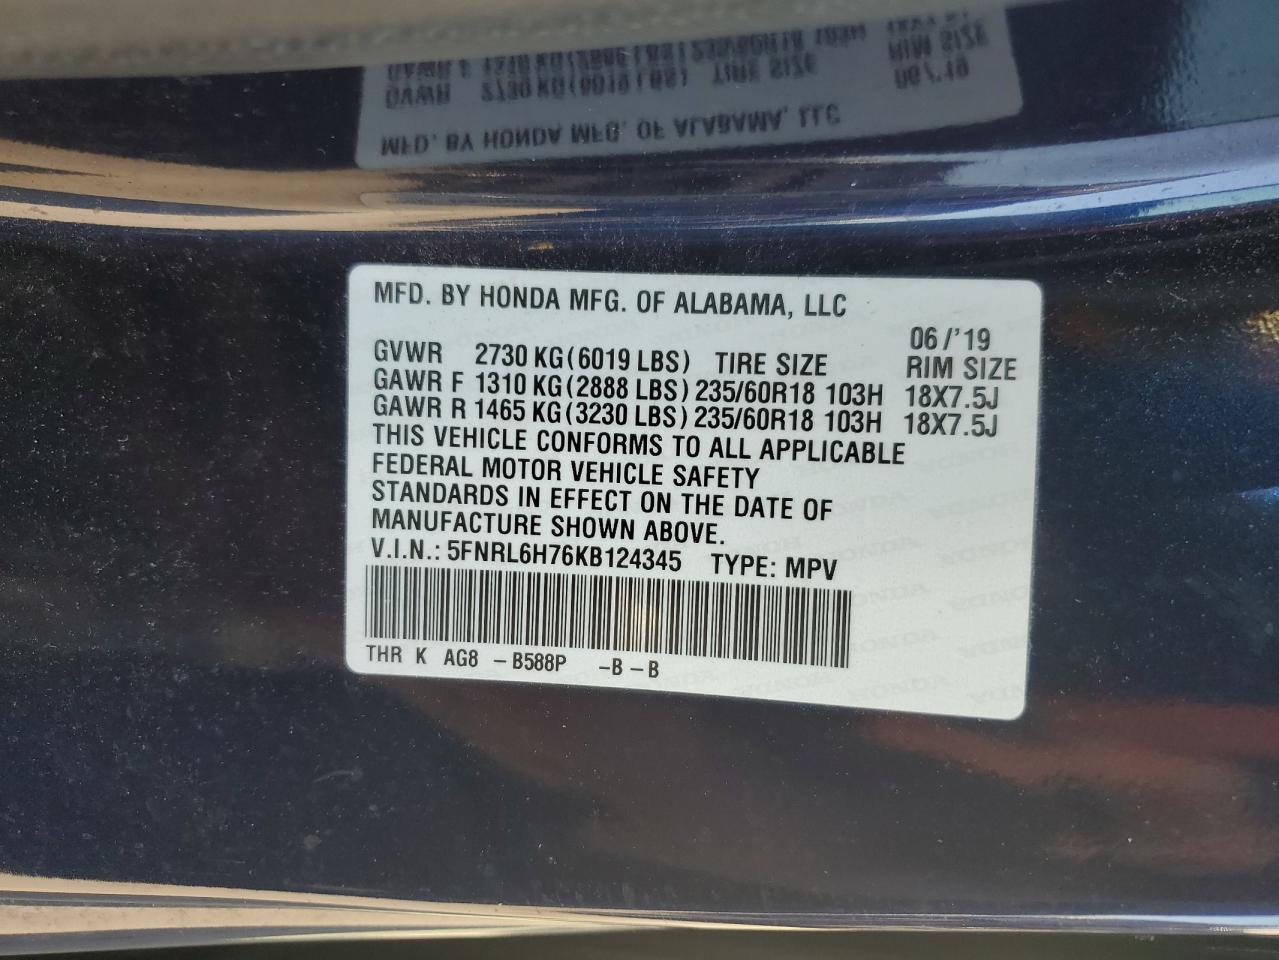 MFD. BY HONDA MFG. OF ALABAMA, LLC
06/'19
GVWR 2730 KG(6019 LBS) TIRE SIZE RIM SIZE
GAWR F 1310 KG(2888 LBS) 235/60R18 103H 18X7.5J
GAWR R 1465 KG(3230 LBS) 235/60R18 103H 18X7.5J
THIS VEHICLE CONFORMS TO ALL APPLICABLE
FEDERAL MOTOR VEHICLE SAFETY
STANDARDS IN EFFECT ON THE DATE OF
MANUFACTURE SHOWN ABOVE.
V.I.N.: 5FNRL6H76KB124345 TYPE: MPV
THR K AG8 -B588P -B-B